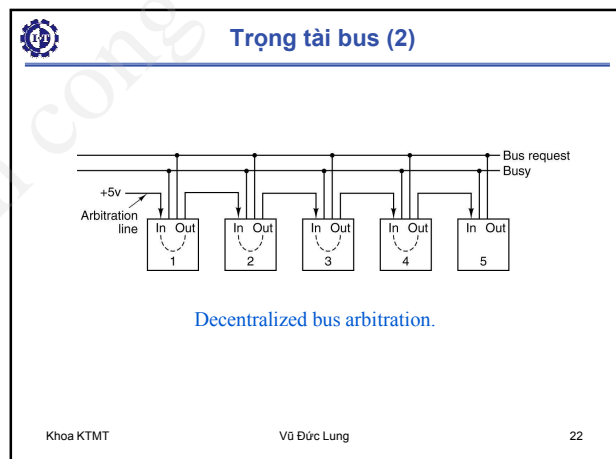 Trọng tài bus (2)
Bus request
Busy
+5v
Arbitration
line
In Out In Out In Out In Out In Out
1 2 3 4 5
Decentralized bus arbitration.
Khoa KTMT Vũ Đức Lung 22